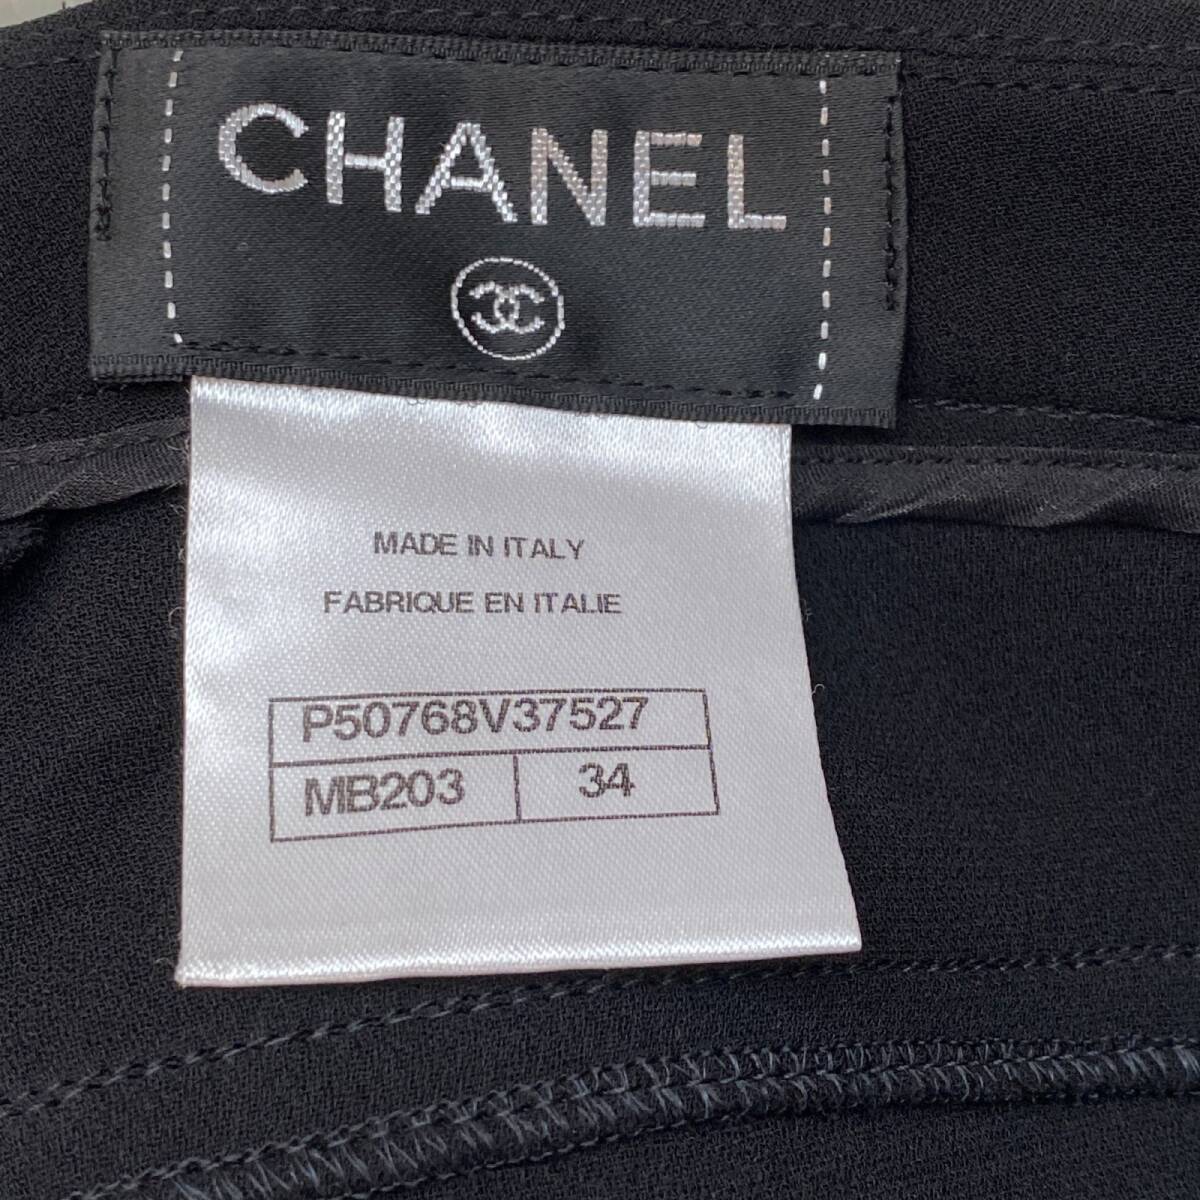 CHANEL
MADE IN ITALY
FABRIQUE EN ITALIE
P50768V37527
MB203 34